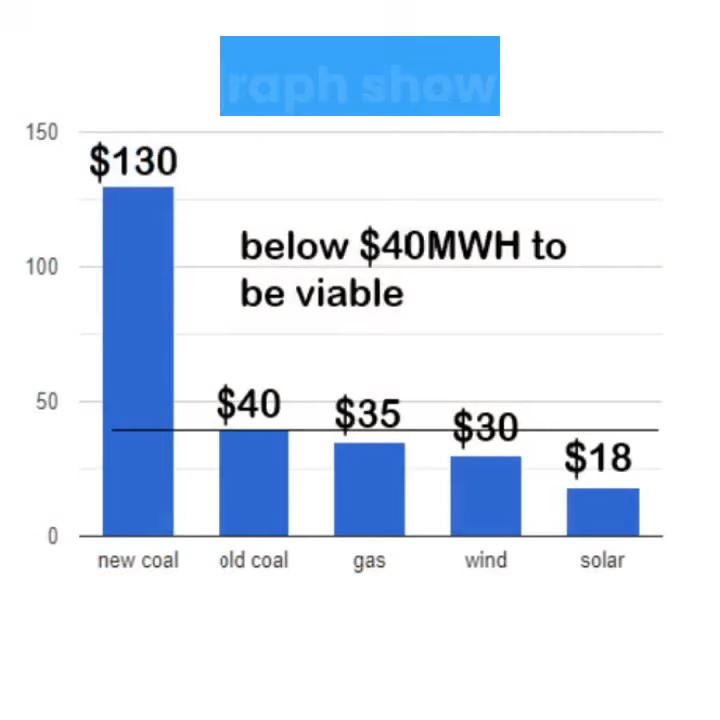 raph show
150
$130
below $40MWH to
100
be viable
50
$40
$35
$30
$18
0
new coal
old coal
gas
wind
solar